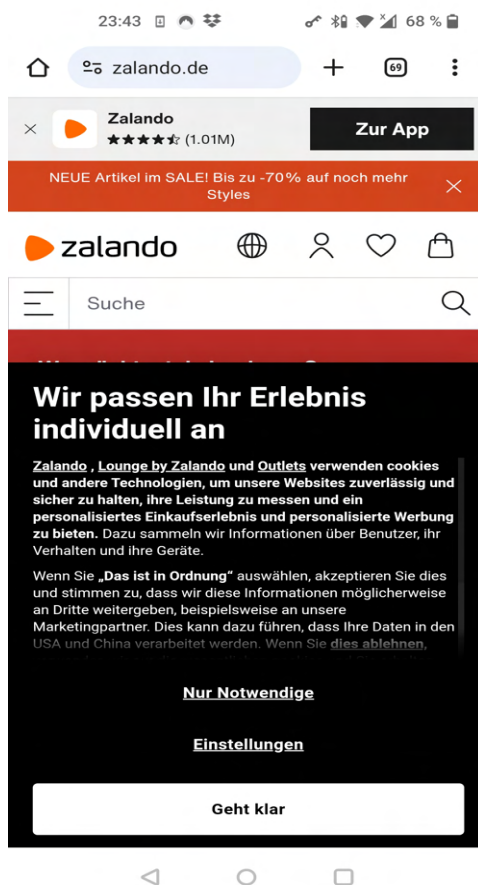 23:43
68 %
zalando.de
69
Zalando
(1.01M)
Zur App
NEUE Artikel im SALE! Bis zu -70% auf noch mehr
Styles
zalando
Suche
Wir passen Ihr Erlebnis
individuell an
Zalando , Lounge by Zalando und Outlets verwenden cookies
und andere Technologien, um unsere Websites zuverlässig und
sicher zu halten, ihre Leistung zu messen und ein
personalisiertes Einkaufserlebnis und personalisierte Werbung
zu bieten. Dazu sammeln wir Informationen über Benutzer, ihr
Verhalten und ihre Geräte.
Wenn Sie „Das ist in Ordnung“ auswählen, akzeptieren Sie dies
und stimmen zu, dass wir diese Informationen möglicherweise
an Dritte weitergeben, beispielsweise an unsere
Marketingpartner. Dies kann dazu führen, dass Ihre Daten in den
USA und China verarbeitet werden. Wenn Sie dies ablehnen,
Nur Notwendige
Einstellungen
Geht klar